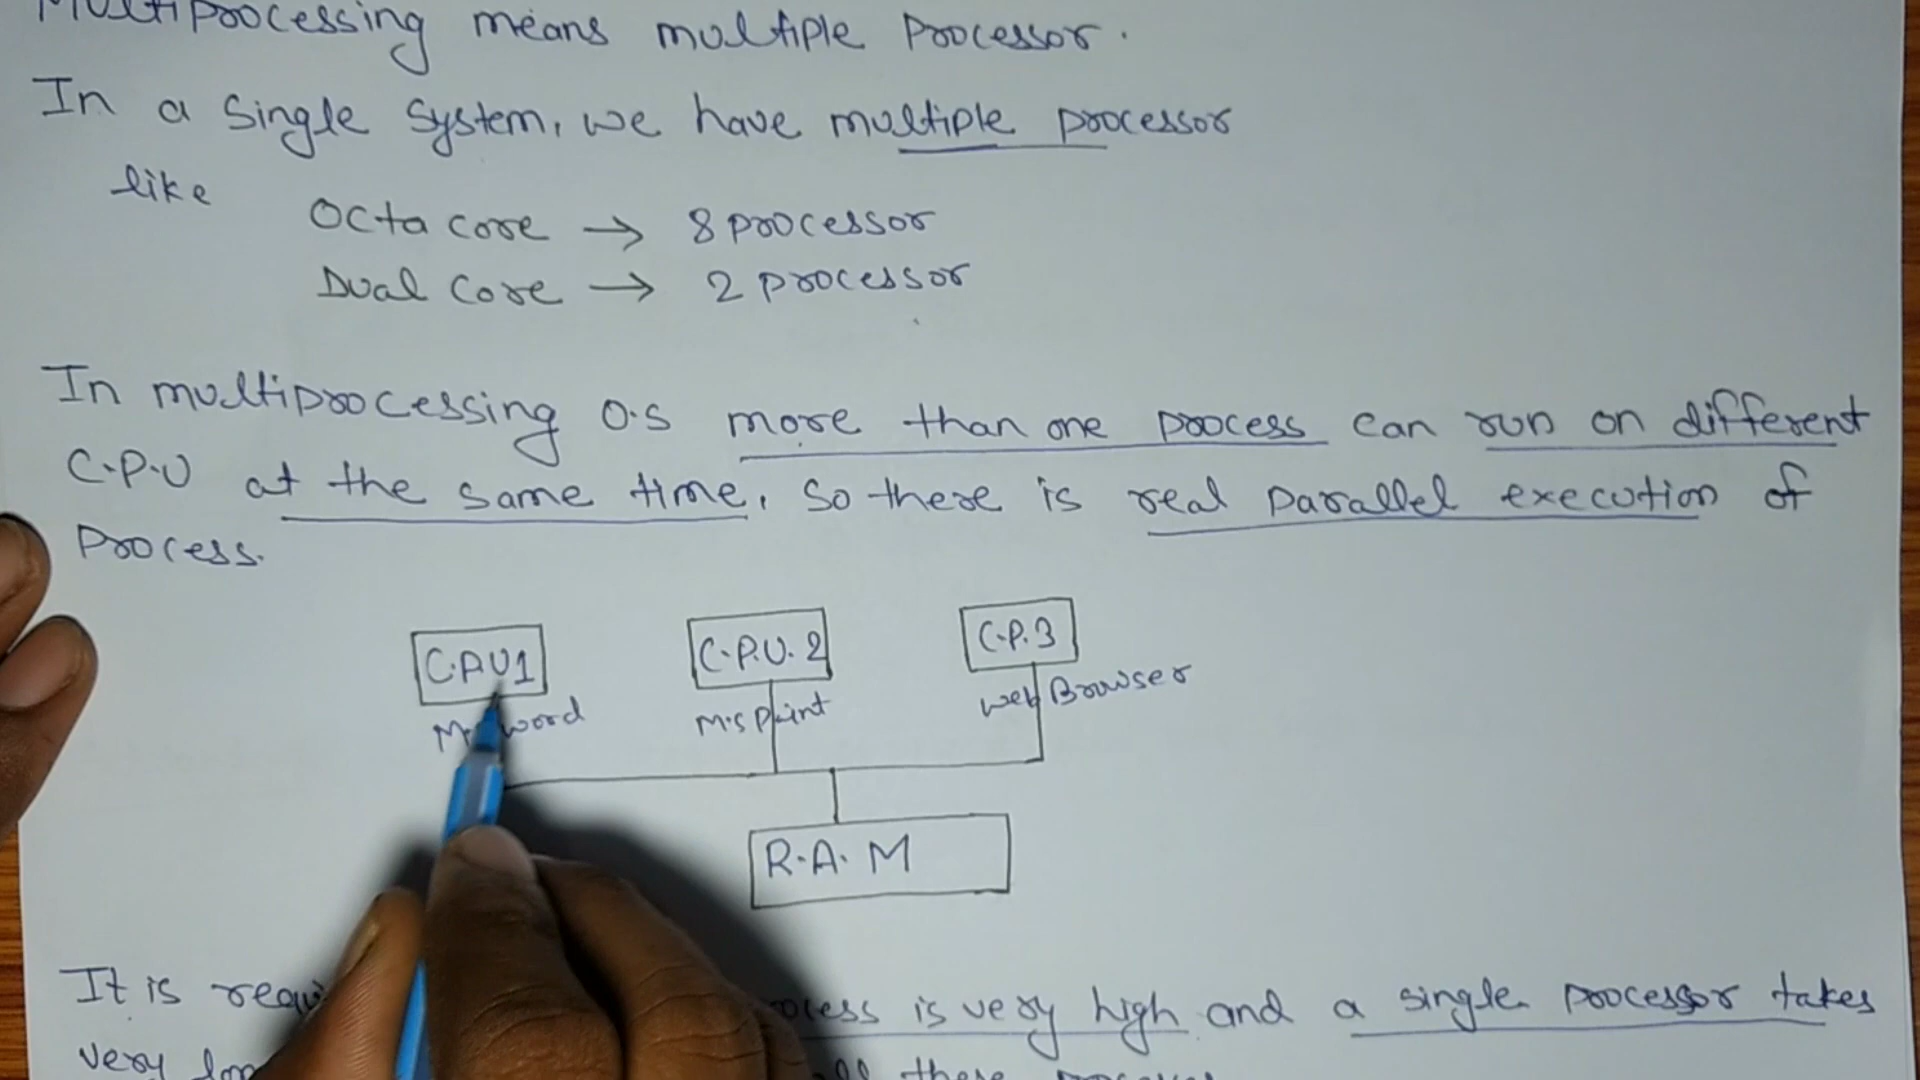 Multiprocessing means multiple processor.
In a single system, we have multiple processor
like
Octa core → 8 processor
Dual core → 2 processor
In multiprocessing O.S more than one process can run on different
C.P.U at the same time, so there is real parallel execution of
process.
C.P.U 1 C.P.U. 2 C.P. 3
word M.S Paint Web Browser
R.A.M
It is is very high and a single processor takes
very these